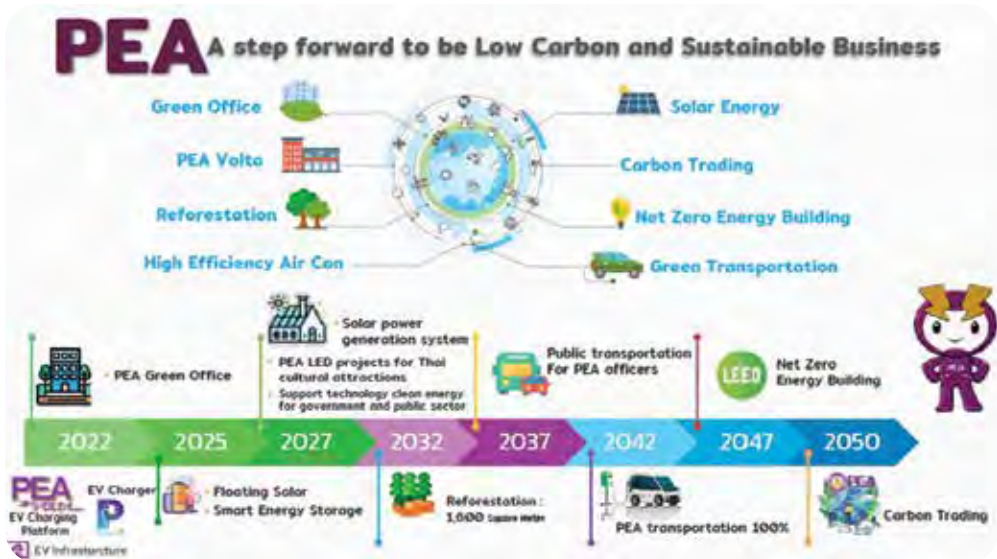 PEA A step forward to be Low Carbon and Sustainable Business
Green Office
Solar Energy
PEA Volta
Carbon Trading
Reforestation
Net Zero Energy Building
High Efficiency Air Con
Green Transportation
PEA Green Office
· Solar power
generation system
· PEA LED projects for Thai
cultural attractions
Support technology clean energy
for government and public sector
Public transportation
For PEA officers
LEED
Net Zero
Energy Building
PEA
2022
2025
2027
2032
2037
2042
2047
2050
PEA
EV Charging
Platform
EV Charger
· Floating Solar
· Smart Energy Storage
Reforestation :
1,600 Square Meter
PEA transportation 100%
PEA
Carbon Trading